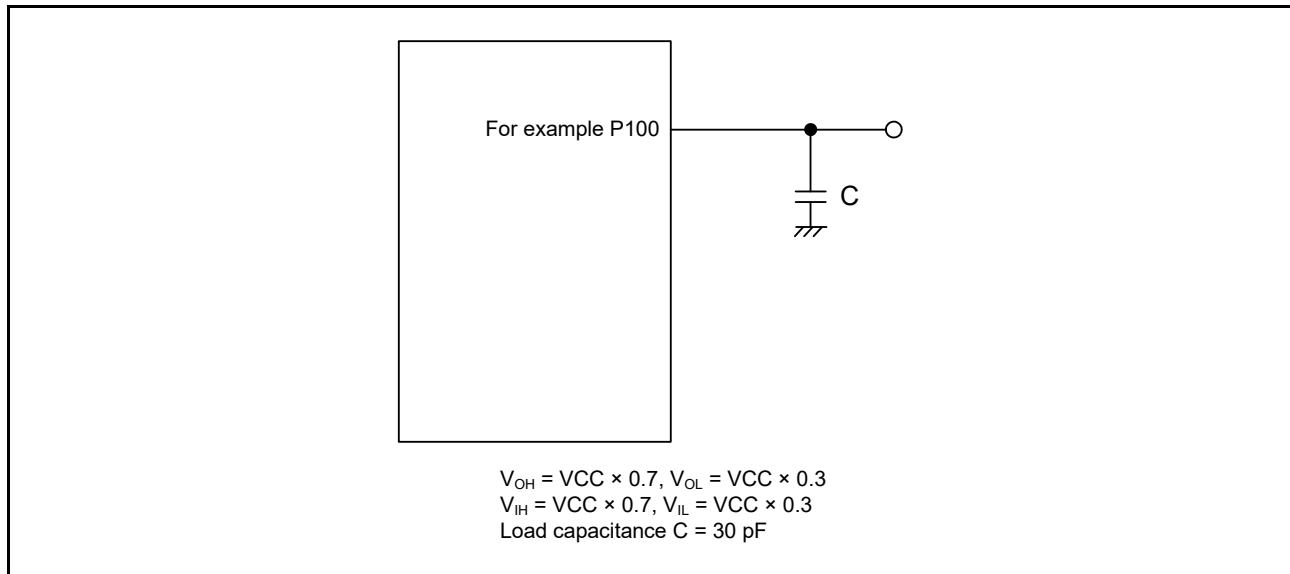 For example P100
C
V_OH = VCC × 0.7, V_OL = VCC × 0.3
V_IH = VCC × 0.7, V_IL = VCC × 0.3
Load capacitance C = 30 pF